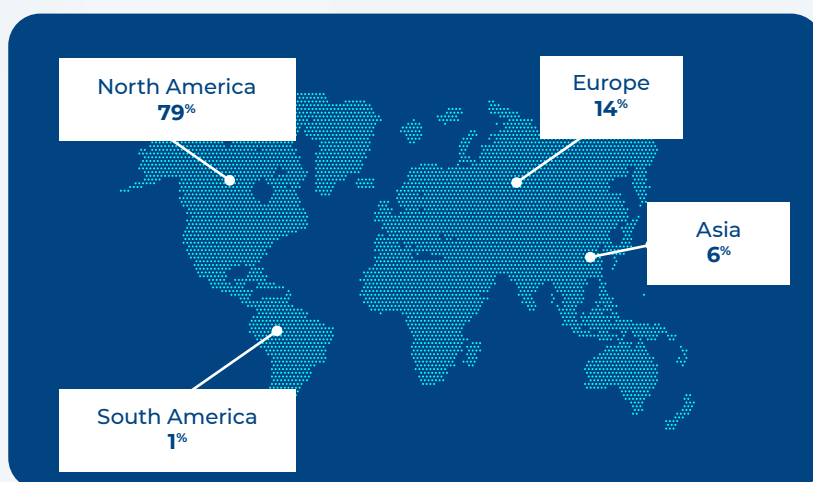 North America
79%
Europe
14%
Asia
6%
South America
1%